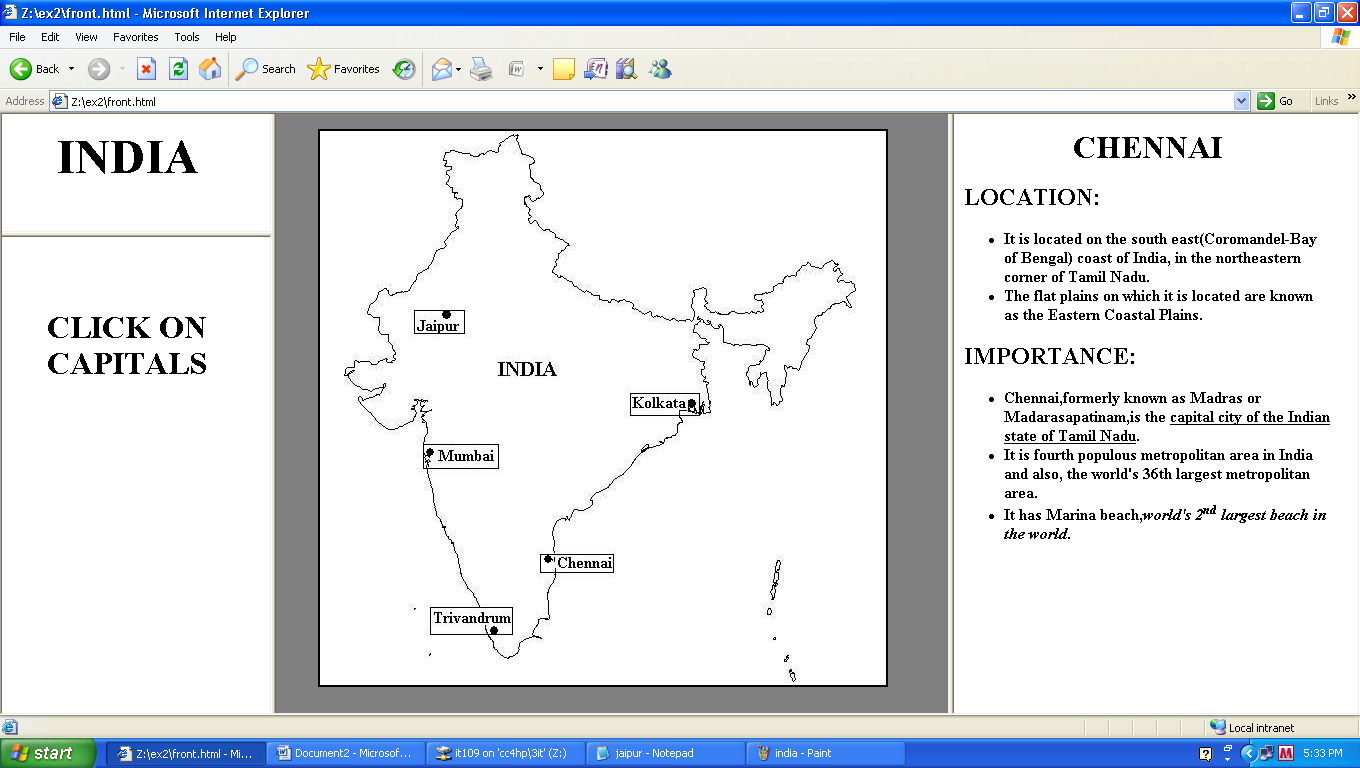 Z:\ex2\front.html - Microsoft Internet Explorer
File Edit View Favorites Tools Help
Back Search Favorites
Address Z:\ex2\front.html Go Links »
INDIA
CLICK ON
CAPITALS
Jaipur
INDIA
Kolkata
Mumbai
Chennai
Trivandrum
CHENNAI
LOCATION:
• It is located on the south east(Coromandel-Bay
of Bengal) coast of India, in the northeastern
corner of Tamil Nadu.
• The flat plains on which it is located are known
as the Eastern Coastal Plains.
IMPORTANCE:
• Chennai,formerly known as Madras or
Madarasapatinam,is the capital city of the Indian
state of Tamil Nadu.
• It is fourth populous metropolitan area in India
and also, the world's 36th largest metropolitan
area.
• It has Marina beach,world's 2nd largest beach in
the world.
Local intranet
start Z:\ex2\front.html - Mi... Document2 - Microsof... it109 on 'cc4hp\3it' (Z:) jaipur - Notepad india - Paint 5:33 PM